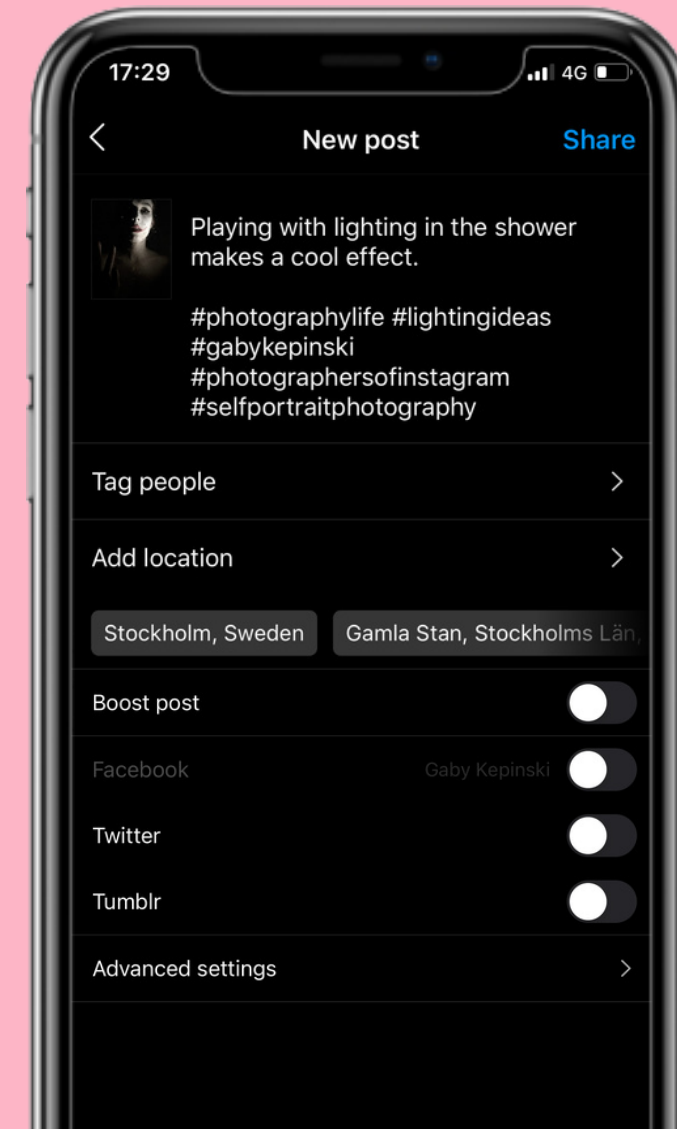 17:29
4G
New post
Share
Playing with lighting in the shower
makes a cool effect.
#photographylife #lightingideas
#gabykepinski
#photographersofinstagram
#selfportraitphotography
Tag people
Add location
Stockholm, Sweden
Gamla Stan, Stockholms Län,
Boost post
Facebook
Gaby Kepinski
Twitter
Tumblr
Advanced settings